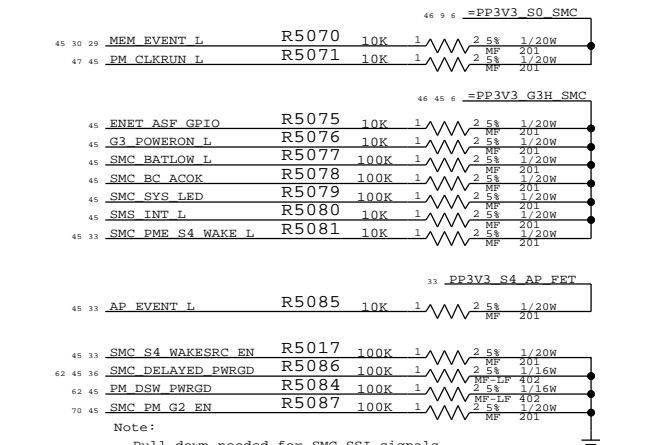 46 9 6 =PP3V3_S0_SMC
45 30 29 MEM_EVENT_L R5070 10K 1 2 5% 1/20W
MF 201
47 45 PM_CLKRUN_L R5071 10K 1 2 5% 1/20W
MF 201
46 45 6 =PP3V3_G3H_SMC
45 ENET_ASF_GPIO R5075 10K 1 2 5% 1/20W
MF 201
45 G3_POWERON_L R5076 10K 1 2 5% 1/20W
MF 201
45 SMC_BATLOW_L R5077 100K 1 2 5% 1/20W
MF 201
45 SMC_BC_ACOK R5078 100K 1 2 5% 1/20W
MF 201
45 SMC_SYS_LED R5079 100K 1 2 5% 1/20W
MF 201
45 SMS_INT_L R5080 10K 1 2 5% 1/20W
MF 201
45 33 SMC_PME_S4_WAKE_L R5081 10K 1 2 5% 1/20W
MF 201
33 PP3V3_S4_AP_FET
45 33 AP_EVENT_L R5085 10K 1 2 5% 1/20W
MF 201
45 33 SMC_S4_WAKESRC_EN R5017 100K 1 2 5% 1/20W
MF 201
62 45 36 SMC_DELAYED_PWRGD R5086 100K 1 2 5% 1/16W
MF-LF 402
62 45 PM_DSW_PWRGD R5084 100K 1 2 5% 1/16W
MF-LF 402
70 45 SMC_PM_G2_EN R5087 100K 1 2 5% 1/20W
MF 201
Note:
Pull-down needed for SMC SSI signals